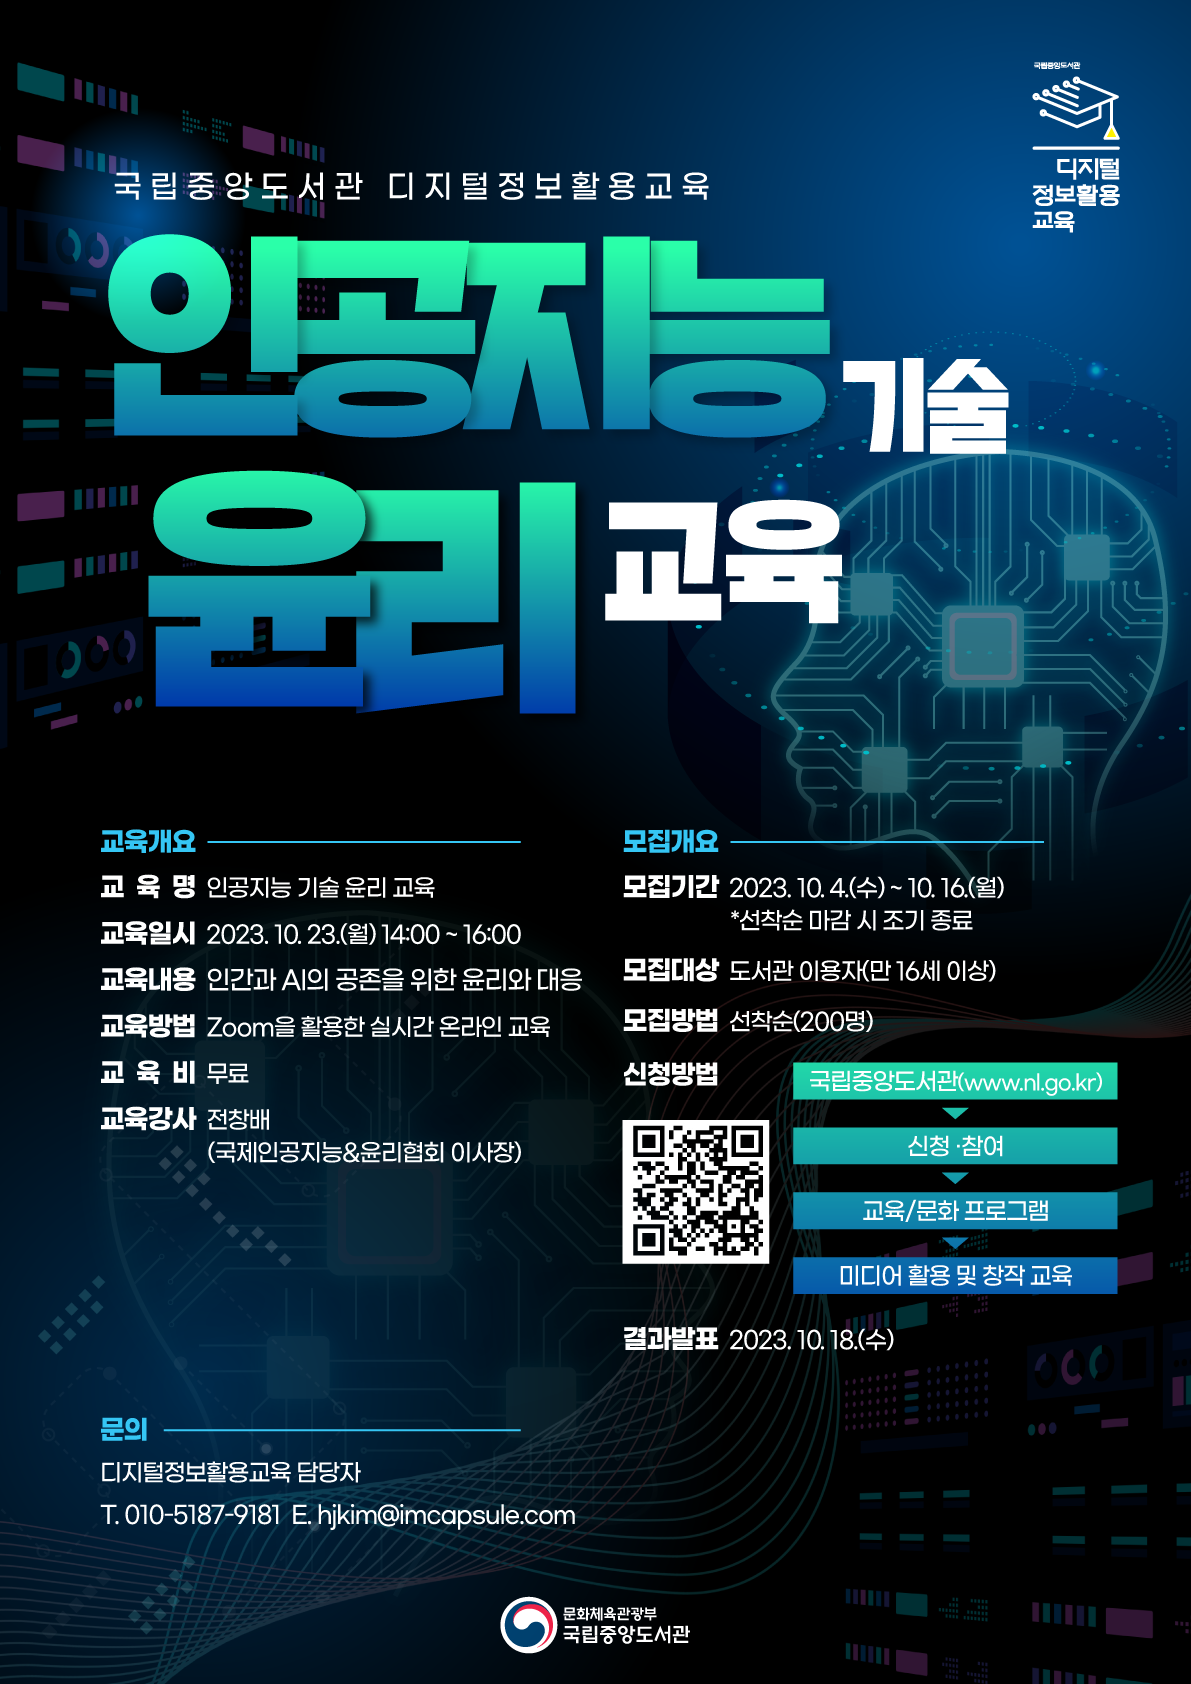 국립중앙도서관
디지털
정보활용
교육
국립중앙도서관 디지털정보활용교육
인공지능 기술
윤리 교육
교육개요
교 육 명 인공지능 기술 윤리 교육
교육일시 2023. 10. 23.(월) 14:00 ~ 16:00
교육내용 인간과 AI의 공존을 위한 윤리와 대응
교육방법 Zoom을 활용한 실시간 온라인 교육
교 육 비 무료
교육강사 전창배
(국제인공지능&윤리협회 이사장)
모집개요
모집기간 2023. 10. 4.(수) ~ 10. 16.(월)
*선착순 마감 시 조기 종료
모집대상 도서관 이용자(만 16세 이상)
모집방법 선착순(200명)
신청방법
국립중앙도서관(www.nl.go.kr)
신청 ·참여
교육/문화 프로그램
미디어 활용 및 창작 교육
결과발표 2023. 10. 18.(수)
문의
디지털정보활용교육 담당자
T. 010-5187-9181 E. hjkim@imcapsule.com
문화체육관광부
국립중앙도서관